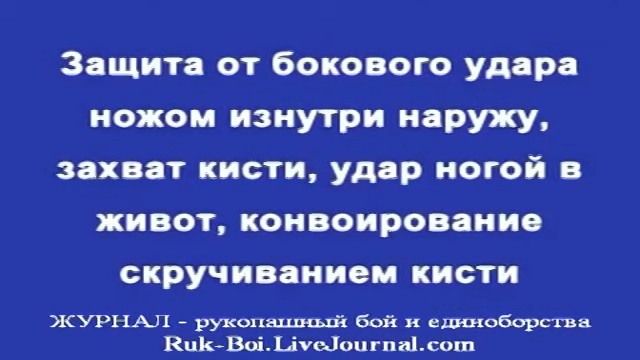 Защита от бокового удара
ножом изнутри наружу,
захват кисти, удар ногой в
живот, конвоирование
скручиванием кисти
ЖУРНАЛ - рукопашный бой и единоборства
Ruk-Boi.LiveJournal.com